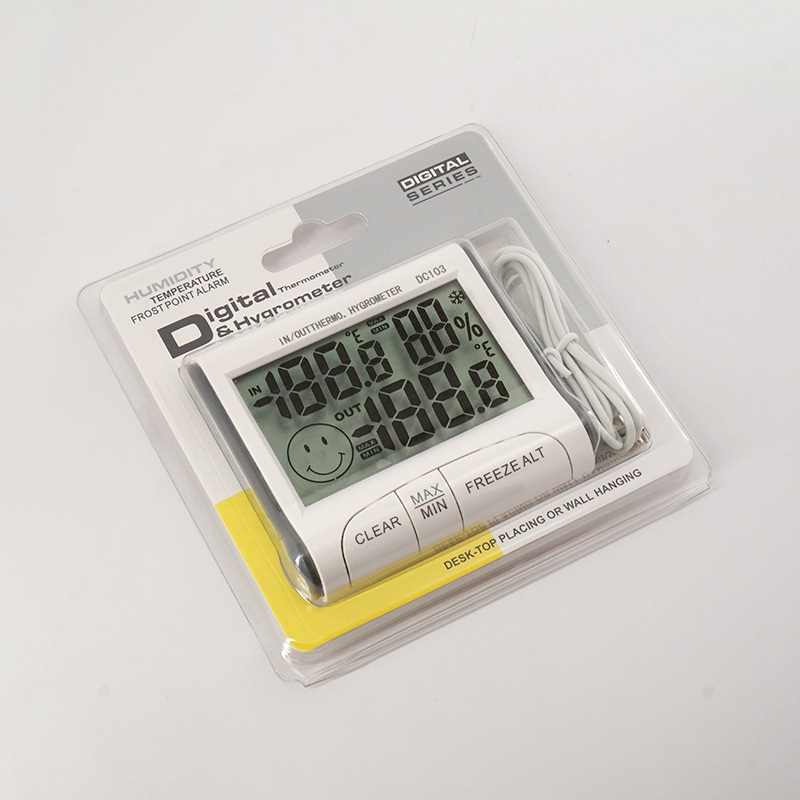 DIGITAL
SERIES
HUMIDITY
TEMPERATURE
FROST POINT ALARM
Digital Thermometer
& Hygrometer
IN/OUTTHERMO. HYGROMETER DC103
IN -188.8 °E MAX MIN 88 %
OUT -188.8 °E
MAX
MIN
CLEAR
MAX
MIN
FREEZE ALT
DESK-TOP PLACING OR WALL HANGING